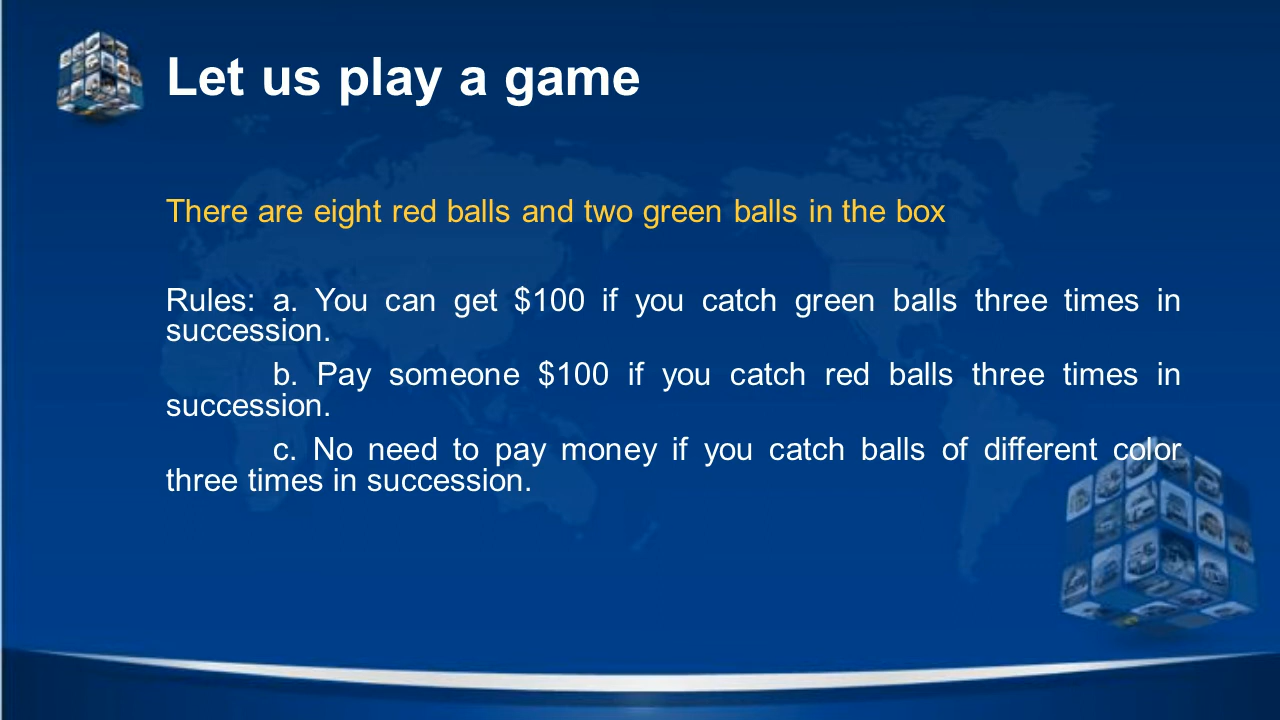 Let us play a game
There are eight red balls and two green balls in the box
Rules: a. You can get $100 if you catch green balls three times in
succession.
b. Pay someone $100 if you catch red balls three times in
succession.
c. No need to pay money if you catch balls of different color
three times in succession.